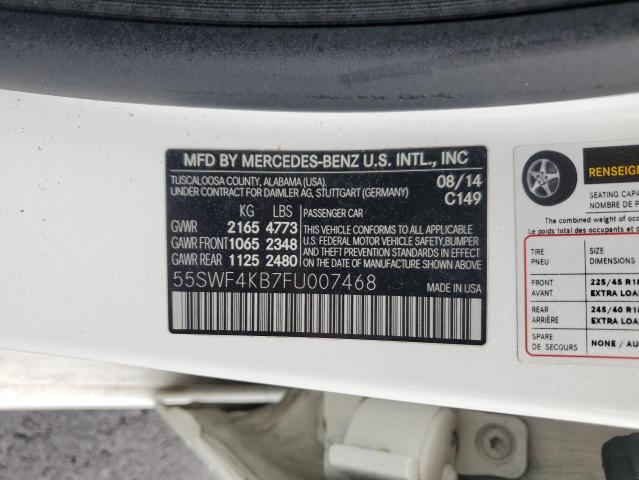 MFD BY MERCEDES-BENZ U.S. INTL., INC
TUSCALOOSA COUNTY, ALABAMA (USA). 08/14
UNDER CONTRACT FOR DAIMLER AG, STUTTGART (GERMANY) C149
KG LBS PASSENGER CAR
GVWR 2165 4773
GAWR FRONT 1065 2348
GAWR REAR 1125 2480
THIS VEHICLE CONFORMS TO ALL APPLICABLE
U.S. FEDERAL MOTOR VEHICLE SAFETY, BUMPER
AND THEFT PREVENTION STANDARDS IN EFFECT
ON THE DATE OF MANUFACTURE SHOWN ABOVE.
55SWF4KB7FU007468 MADE IN USA
RENSEIGN
SEATING CAPA
NOMBRE DE P
The combined weight of occ
Le poids total des occupants
TIRE SIZE
PNEU DIMENSIONS
FRONT 225/45 R18
AVANT EXTRA LOA
REAR 245/40 R18
ARRIÈRE EXTRA LOA
SPARE
DE SECOURS NONE / AU